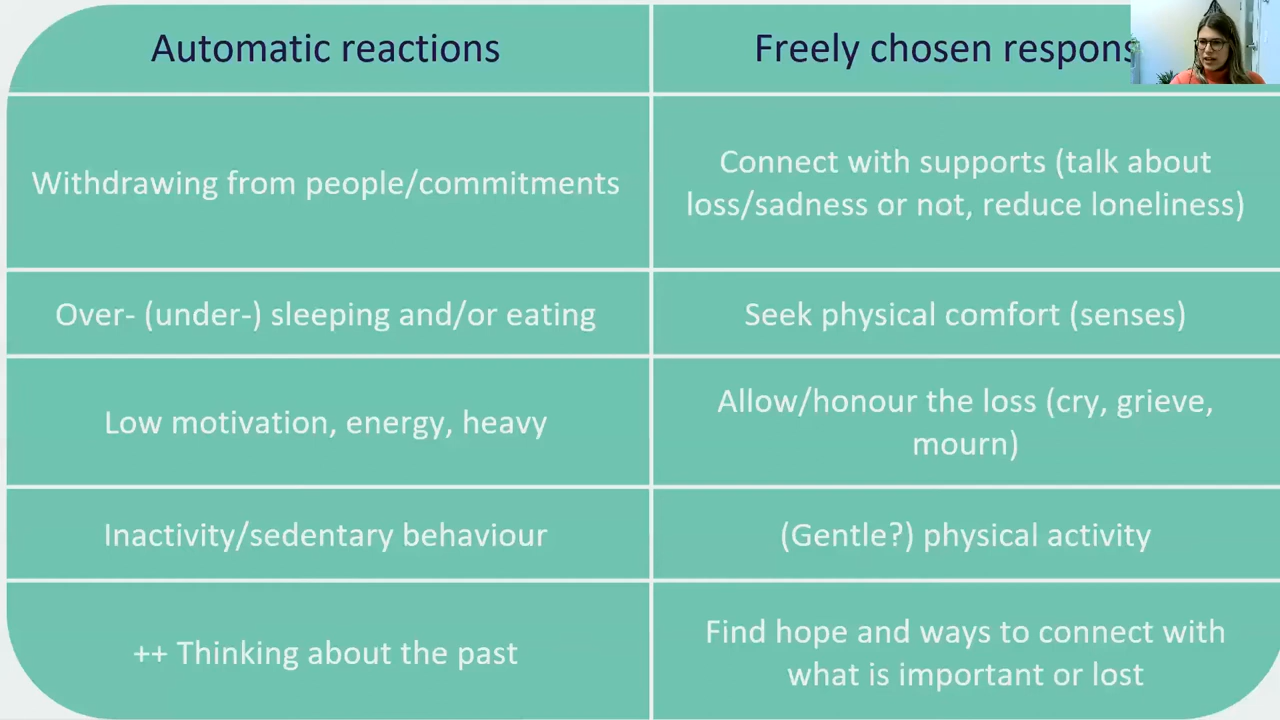 Automatic reactions
Freely chosen respons
Withdrawing from people/commitments
Connect with supports (talk about
loss/sadness or not, reduce loneliness)
Over- (under-) sleeping and/or eating
Seek physical comfort (senses)
Low motivation, energy, heavy
Allow/honour the loss (cry, grieve,
mourn)
Inactivity/sedentary behaviour
(Gentle?) physical activity
++ Thinking about the past
Find hope and ways to connect with
what is important or lost